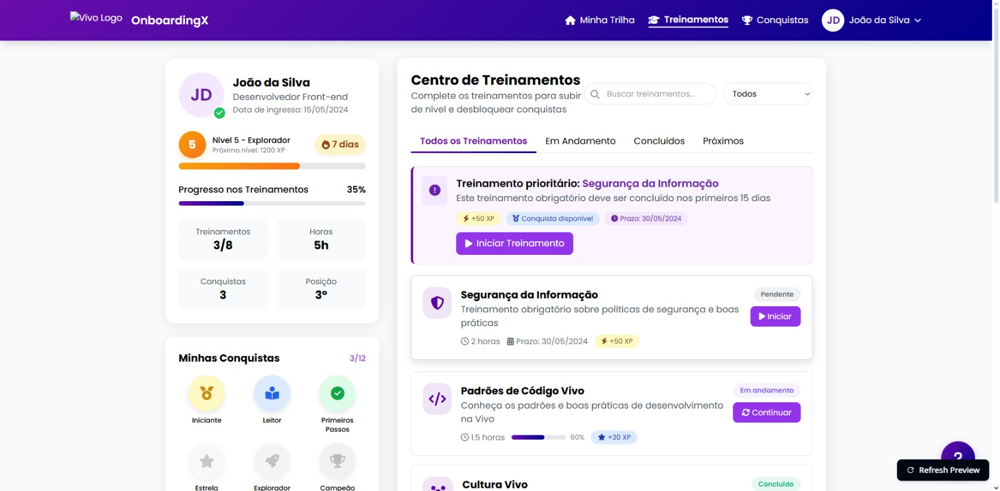 Vivo Logo
OnboardingX
Minha Trilha
Treinamentos
Conquistas
JD
João da Silva
JD
João da Silva
Desenvolvedor Front-end
Data de ingresso: 15/05/2024
5
Nível 5 - Explorador
Próximo nível: 1200 XP
7 dias
Progresso nos Treinamentos
35%
Treinamentos
3/8
Horas
5h
Conquistas
3
Posição
3º
Minhas Conquistas
3/12
Iniciante
Leitor
Primeiros
Passos
Estrela
Explorador
Campeão
Centro de Treinamentos
Complete os treinamentos para subir
de nível e desbloquear conquistas
Buscar treinamentos...
Todos
Todos os Treinamentos
Em Andamento
Concluídos
Próximos
Treinamento prioritário: Segurança da Informação
Este treinamento obrigatório deve ser concluído nos primeiros 15 dias
+50 XP
Conquista disponível
Prazo: 30/05/2024
Iniciar Treinamento
Segurança da Informação
Pendente
Treinamento obrigatório sobre políticas de segurança e boas
práticas
Iniciar
2 horas
Prazo: 30/05/2024
+50 XP
Padrões de Código Vivo
Em andamento
Conheça os padrões e boas práticas de desenvolvimento
na Vivo
Continuar
1.5 horas
60%
+30 XP
Cultura Vivo
Concluído
?
Refresh Preview